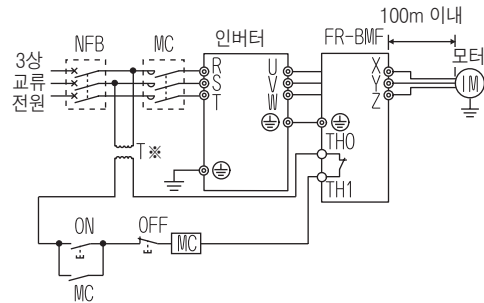 100m 이내
NFB MC 인버터 FR-BMF 모터
3상
교류
전원
R U X
S V Y IM
T W Z
T※
TH0
TH1
ON OFF MC
MC